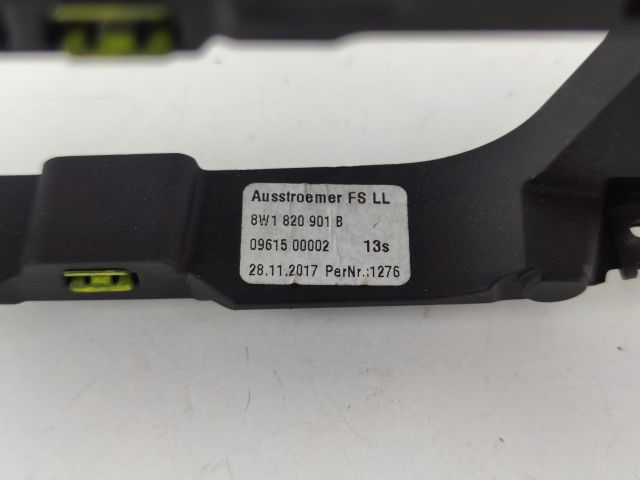 Ausstroemer FS LL
8W1 820 901 B
09615 00002 13s
28.11.2017 PerNr.:1276